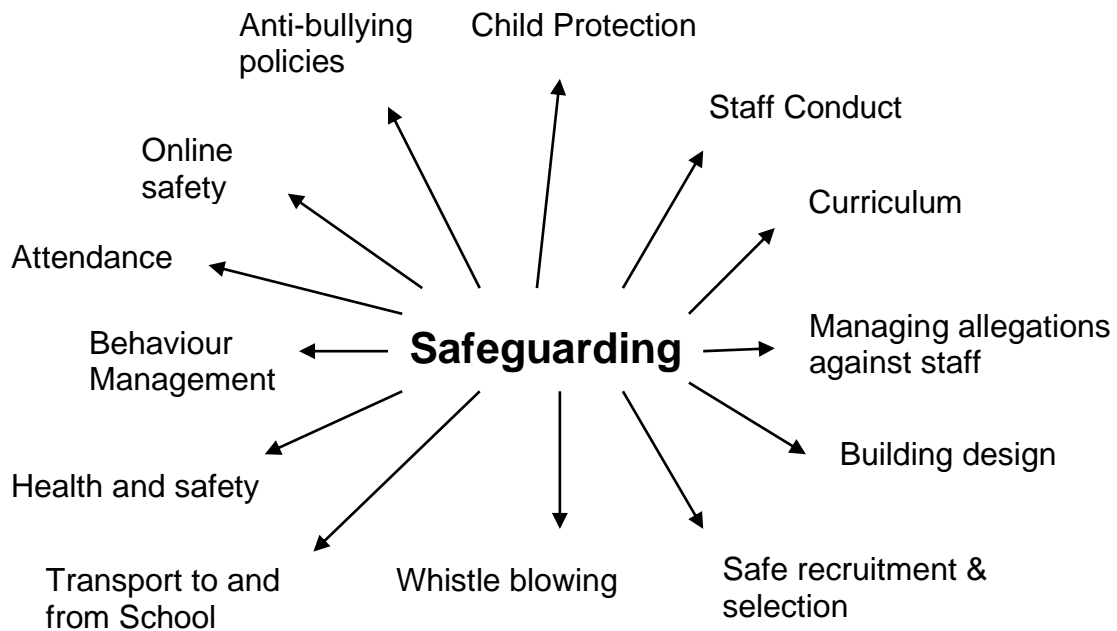 Anti-bullying
policies
Child Protection
Staff Conduct
Online
safety
Curriculum
Attendance
Behaviour
Management
Safeguarding
Managing allegations
against staff
Building design
Health and safety
Transport to and
from School
Whistle blowing
Safe recruitment &
selection